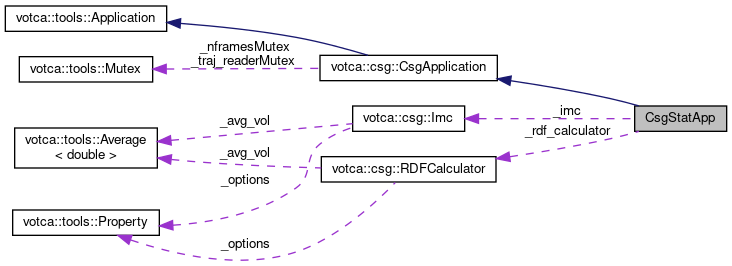 votca::tools::Application
_nframesMutex
_traj_readerMutex
votca::tools::Mutex
votca::csg::CsgApplication
_imc
votca::csg::Imc
CsgStatApp
_avg_vol
_rdf_calculator
votca::tools::Average
< double >
_avg_vol
votca::csg::RDFCalculator
_options
votca::tools::Property
_options